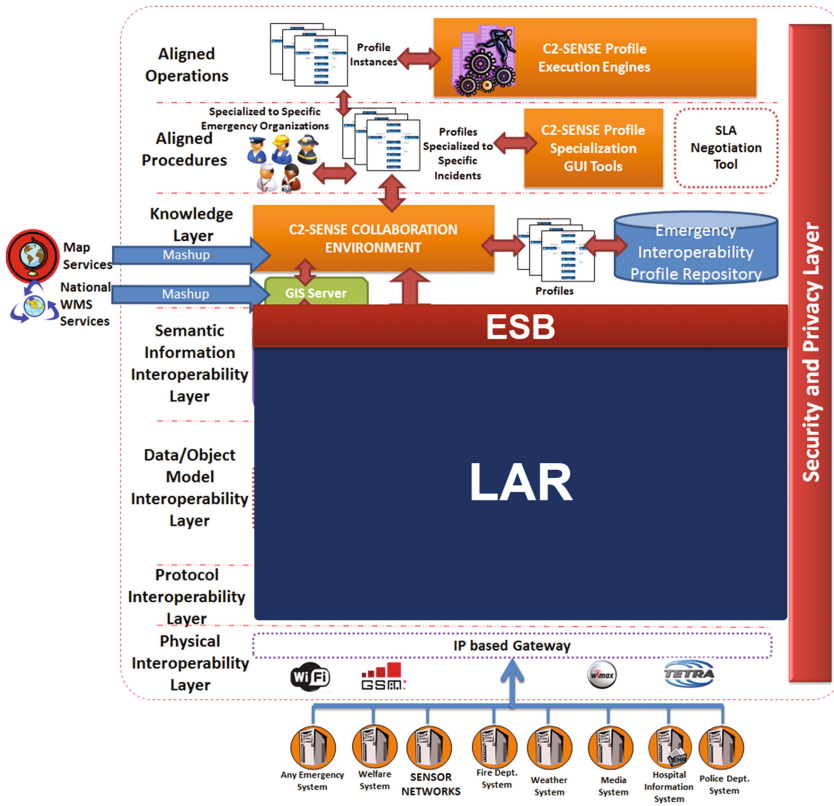 Aligned
Operations
Profile
Instances
C2-SENSE Profile
Execution Engines
Specialized to Specific
Emergency Organizations
Aligned
Procedures
Profiles
Specialized to
Specific
Incidents
C2-SENSE Profile
Specialization
GUI Tools
SLA
Negotiation
Tool
Knowledge
Layer
C2-SENSE COLLABORATION
ENVIRONMENT
Emergency
Interoperability
Profile Repository
Profiles
Map
Services
Mashup
National
WMS
Services
Mashup
GIS Server
ESB
Semantic
Information
Interoperability
Layer
LAR
Data/Object
Model
Interoperability
Layer
Protocol
Interoperability
Layer
Physical
Interoperability
Layer
IP based Gateway
WiFi
GSM
wimax
TETRA
Security and Privacy Layer
Any Emergency
System
Welfare
System
SENSOR
NETWORKS
Fire Dept.
System
Weather
System
Media
System
Hospital
Information
System
Police Dept.
System